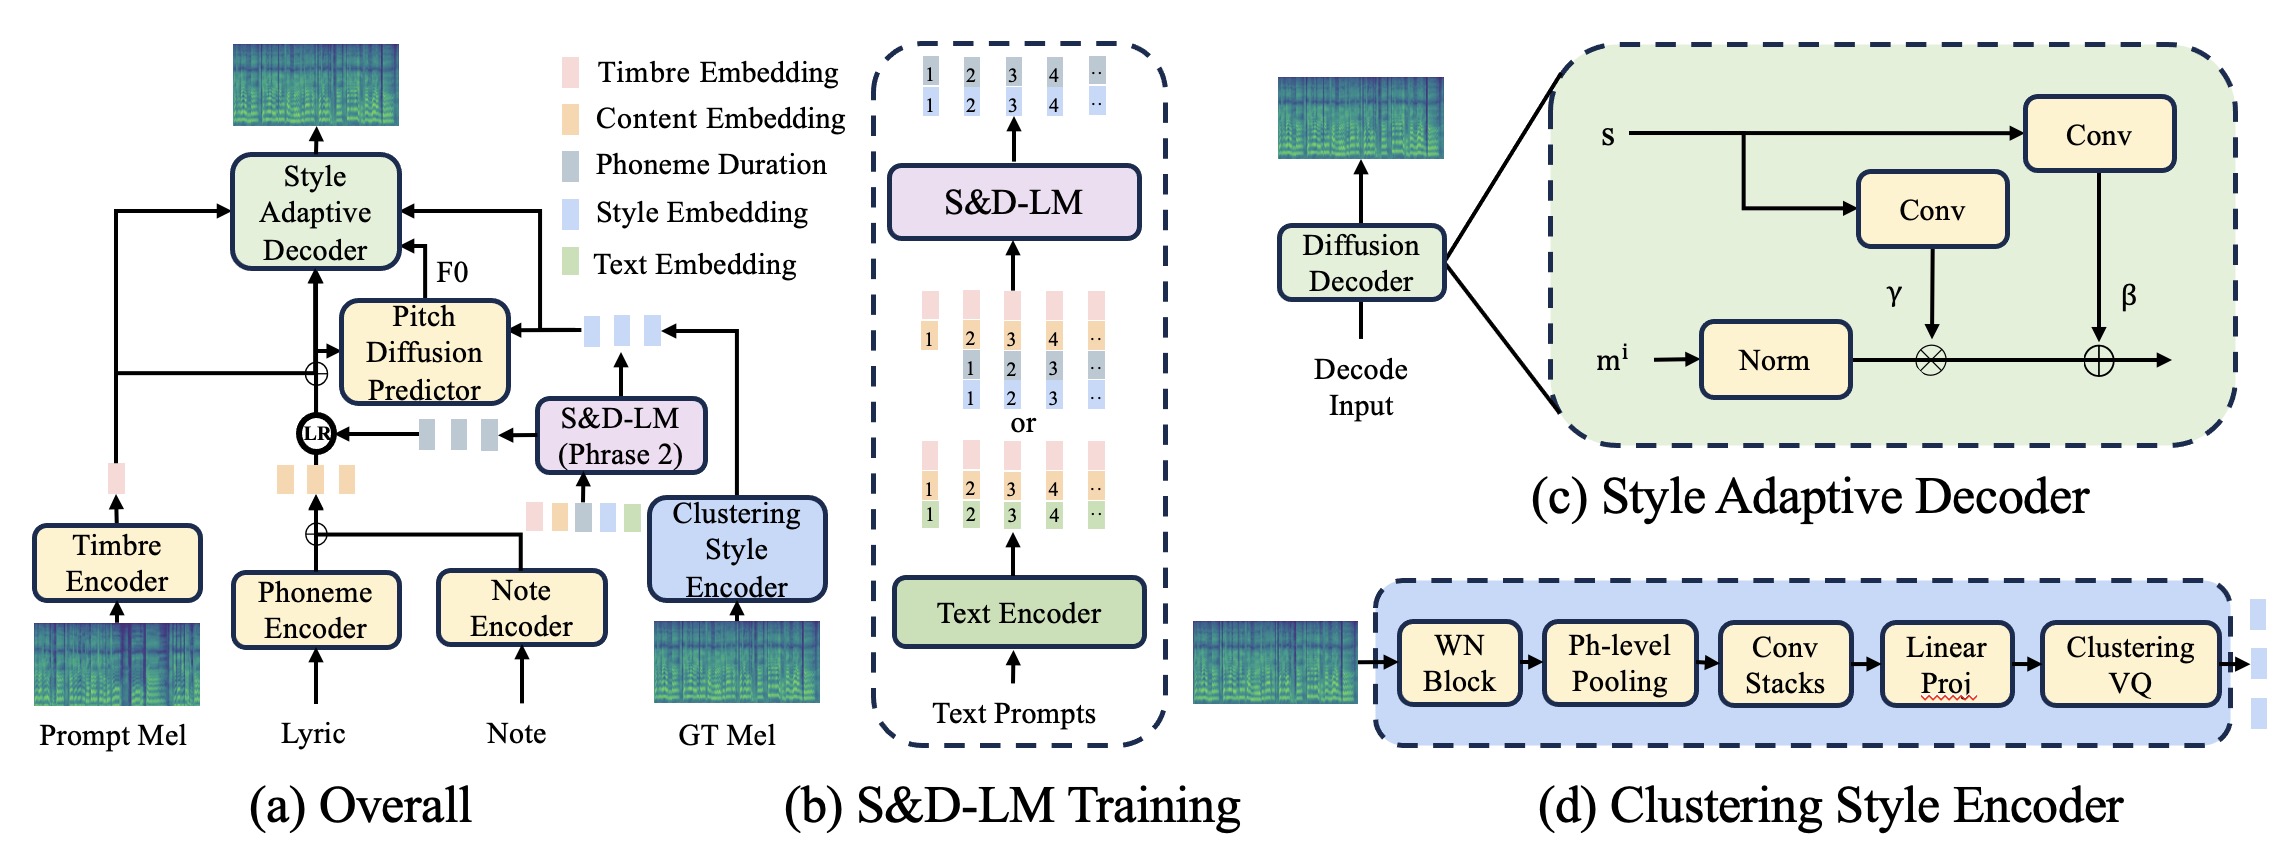 Style
Adaptive
Decoder
F0
Pitch
Diffusion
Predictor
LR
S&D-LM
(Phrase 2)
Timbre
Encoder
Phoneme
Encoder
Note
Encoder
Clustering
Style
Encoder
Prompt Mel
Lyric
Note
GT Mel
(a) Overall
Timbre Embedding
Content Embedding
Phoneme Duration
Style Embedding
Text Embedding
1 2 3 4 ..
1 2 3 4 ..
S&D-LM
1 2 3 4 ..
1 2 3 ..
1 2 3 ..
or
1 2 3 4 ..
1 2 3 4 ..
Text Encoder
Text Prompts
(b) S&D-LM Training
Diffusion
Decoder
Decode
Input
s
Conv
Conv
γ
β
mⁱ
Norm
(c) Style Adaptive Decoder
WN
Block
Ph-level
Pooling
Conv
Stacks
Linear
Proj
Clustering
VQ
(d) Clustering Style Encoder